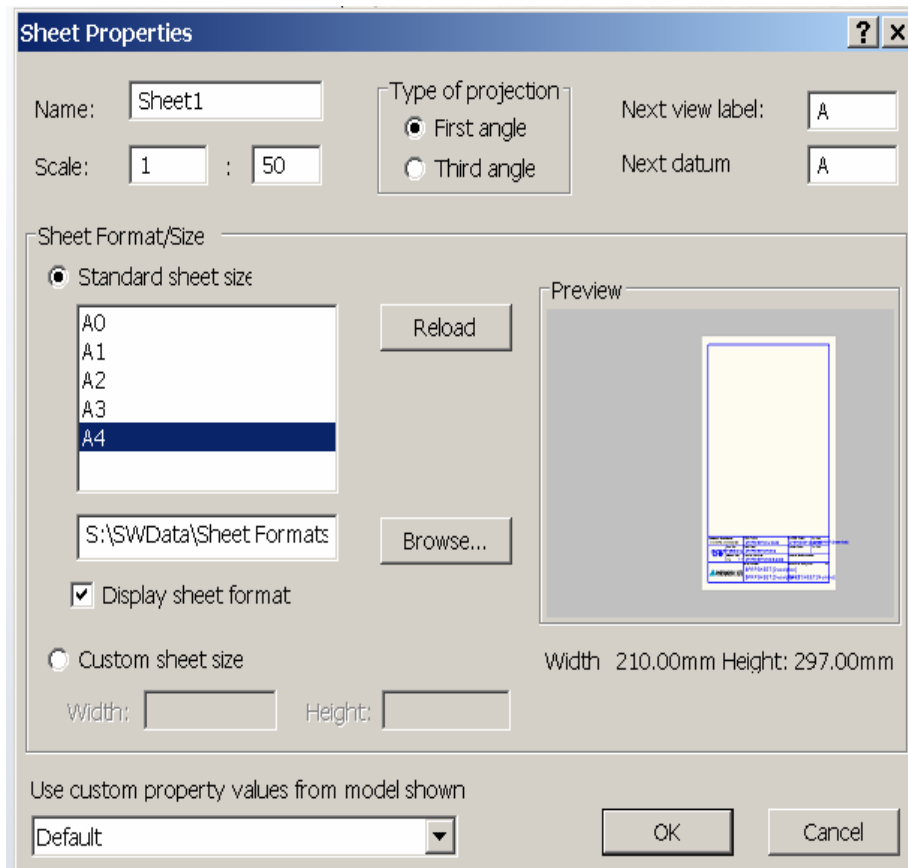 Sheet Properties
Name: Sheet1
Scale: 1 : 50
Type of projection
First angle
Third angle
Next view label: A
Next datum A
Sheet Format/Size
Standard sheet size
A0
A1
A2
A3
A4
Reload
S:\SWData\Sheet Formats
Browse...
Display sheet format
Custom sheet size
Width: Height:
Preview
Width 210.00mm Height: 297.00mm
Use custom property values from model shown
Default
OK Cancel